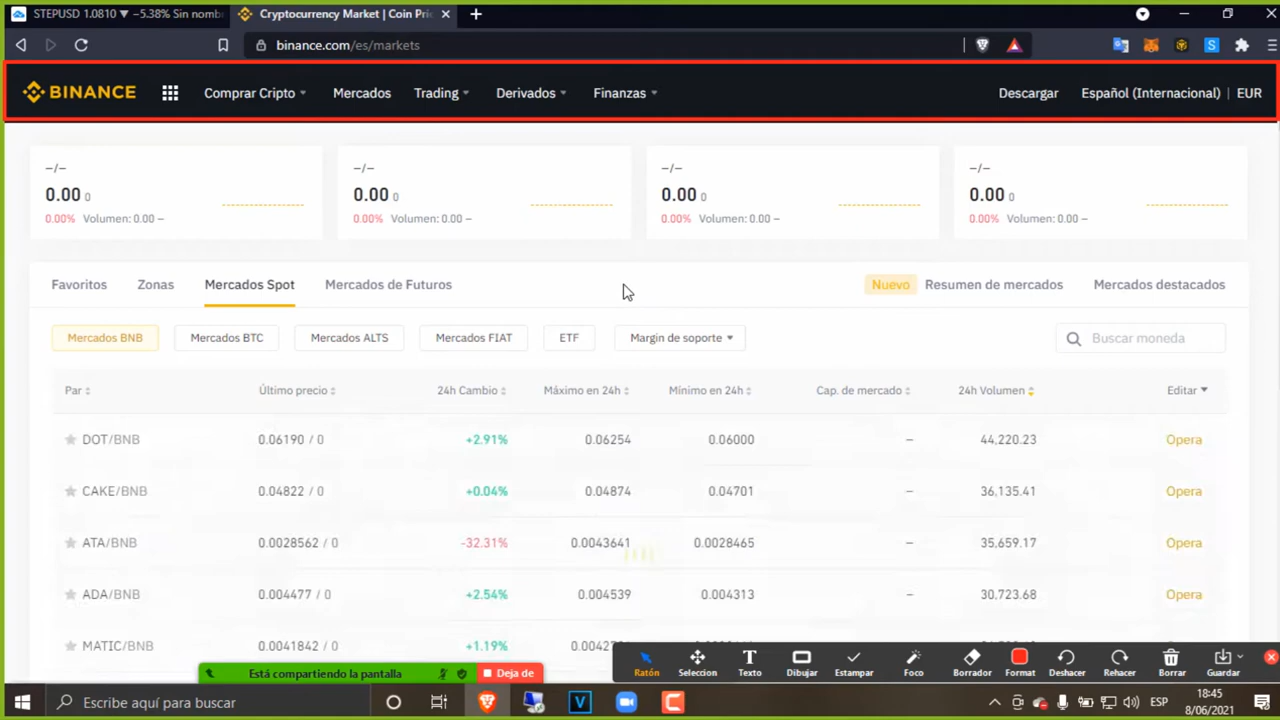 STEPUSD 1.0810 ▼ −5.38% Sin nomb
Cryptocurrency Market | Coin Pri
binance.com/es/markets
BINANCE
Comprar Cripto
Mercados
Trading
Derivados
Finanzas
Descargar
Español (Internacional) | EUR
–/– –/– –/– –/–
0.00 0 0.00 0 0.00 0 0.00 0
0.00% Volumen: 0.00 – 0.00% Volumen: 0.00 – 0.00% Volumen: 0.00 – 0.00% Volumen: 0.00 –
Favoritos Zonas Mercados Spot Mercados de Futuros Nuevo Resumen de mercados Mercados destacados
Mercados BNB Mercados BTC Mercados ALTS Mercados FIAT ETF Margin de soporte Buscar moneda
Par Último precio 24h Cambio Máximo en 24h Mínimo en 24h Cap. de mercado 24h Volumen Editar
DOT/BNB 0.06190 / 0 +2.91% 0.06254 0.06000 – 44,220.23 Opera
CAKE/BNB 0.04822 / 0 +0.04% 0.04874 0.04701 – 36,135.41 Opera
ATA/BNB 0.0028562 / 0 -32.31% 0.0043641 0.0028465 – 35,659.17 Opera
ADA/BNB 0.004477 / 0 +2.54% 0.004539 0.004313 – 30,723.68 Opera
MATIC/BNB 0.0041842 / 0 +1.19%
Está compartiendo la pantalla Deja de
Ratón Seleccion Texto Dibujar Estampar Foco Borrador Format Deshacer Rehacer Borrar Guardar
Escribe aquí para buscar
ESP
18:45
8/06/2021